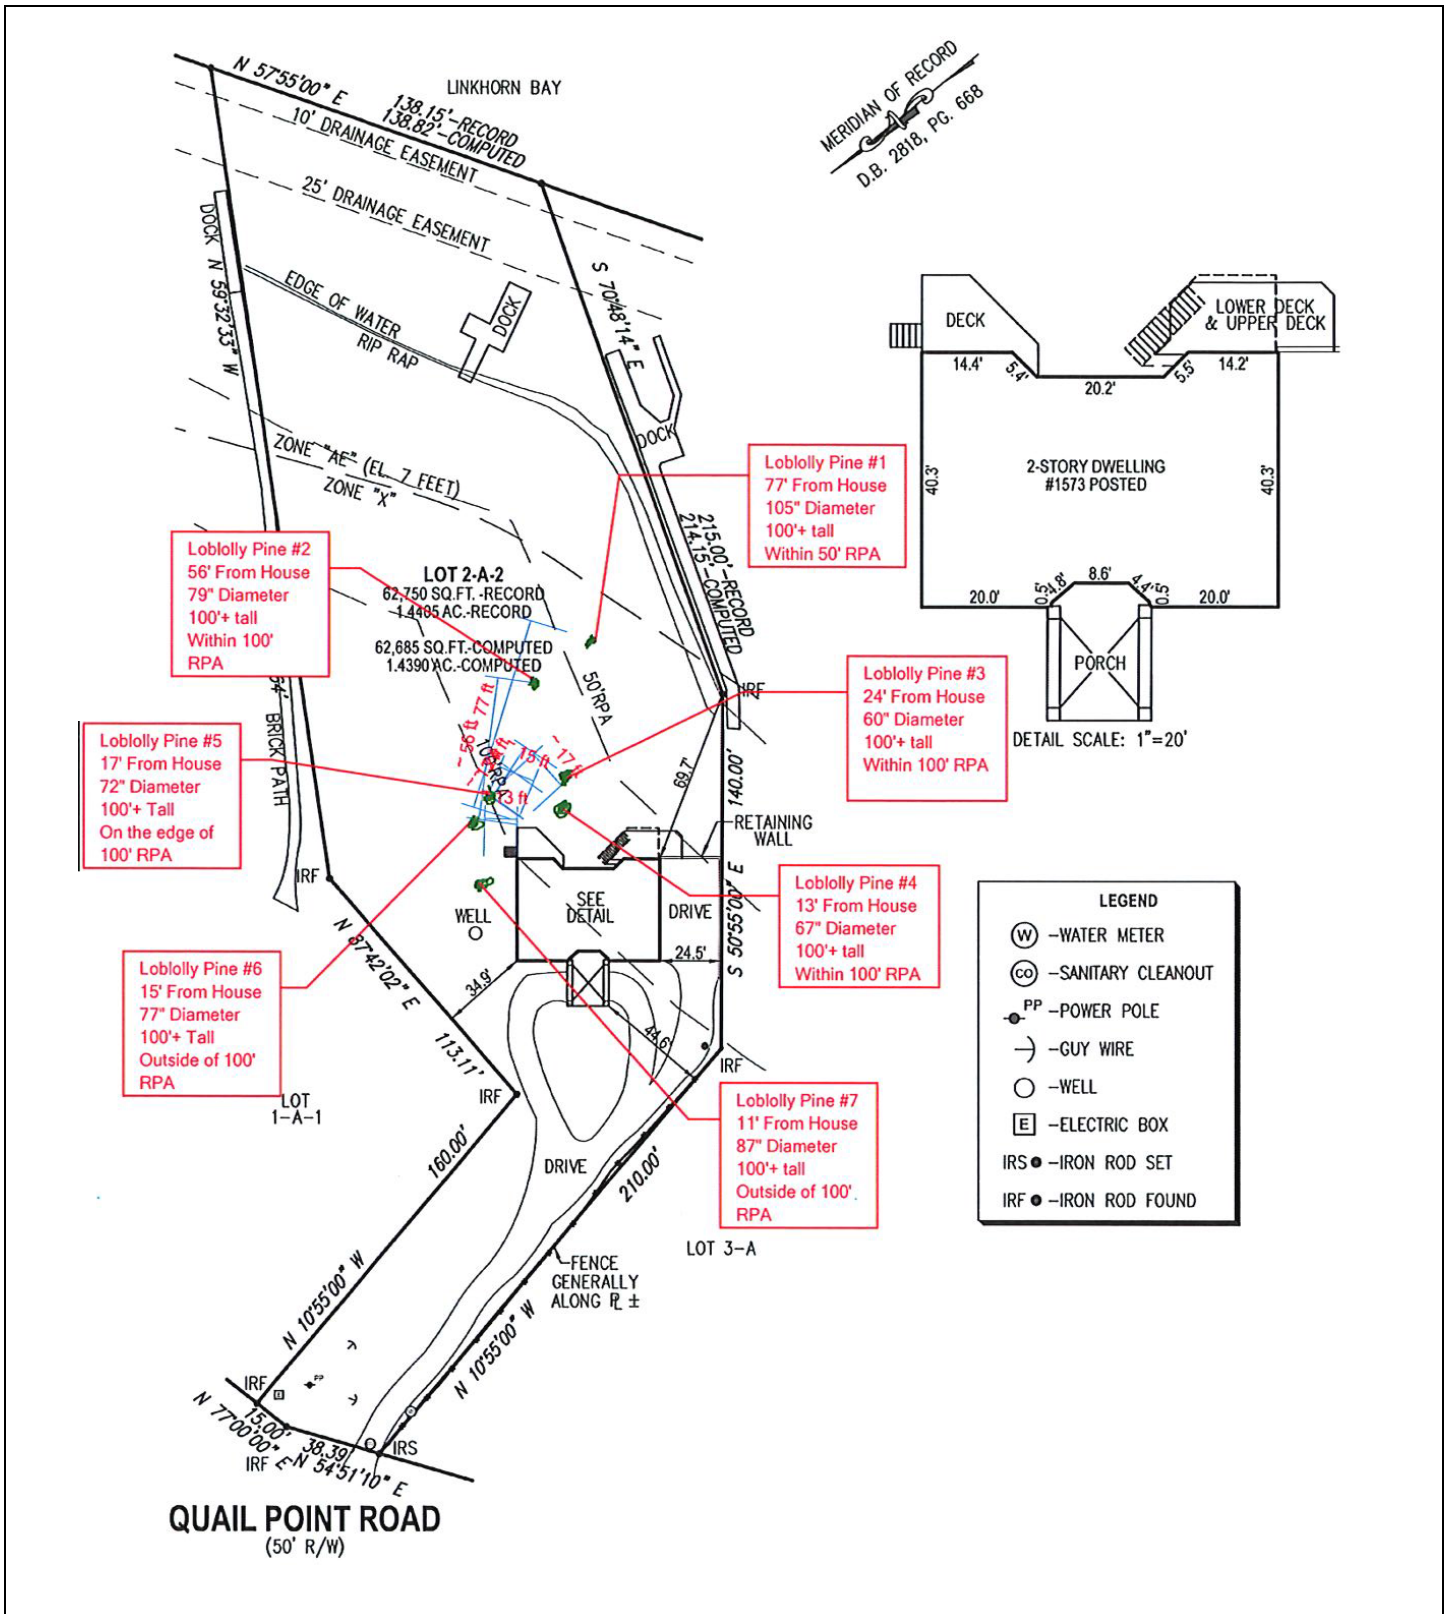 N 57°55'00" E
138.15'-RECORD
138.82'-COMPUTED
LINKHORN BAY
10' DRAINAGE EASEMENT
25' DRAINAGE EASEMENT
MERIDIAN OF RECORD
D.B. 2818, PG. 668
DOCK
N 59°32'33" W
EDGE OF WATER
RIP RAP
DOCK
S 70°48'14" E
DOCK
215.00'-RECORD
214.15'-COMPUTED
ZONE "AE" (EL. 7 FEET)
ZONE "X"
DECK
LOWER DECK
& UPPER DECK
14.4'
5.4'
20.2'
5.5'
14.2'
40.3'
2-STORY DWELLING
#1573 POSTED
40.3'
20.0'
0.5'
4.8'
8.6'
4.4'
0.5'
20.0'
PORCH
DETAIL SCALE: 1"=20'
Loblolly Pine #1
77' From House
105" Diameter
100'+ tall
Within 50' RPA
Loblolly Pine #2
56' From House
79" Diameter
100'+ tall
Within 100'
RPA
LOT 2-A-2
62,750 SQ.FT.-RECORD
1.4405 AC.-RECORD
62,685 SQ.FT.-COMPUTED
1.4390 AC.-COMPUTED
50'RPA
100'RPA
~ 77 ft
~ 56 ft
~ 15 ft
~ 17 ft
13 ft
Loblolly Pine #3
24' From House
60" Diameter
100'+ tall
Within 100' RPA
IRF
140.00'
69.7'
Loblolly Pine #5
17' From House
72" Diameter
100'+ Tall
On the edge of
100' RPA
BRICK PATH
IRF
RETAINING
WALL
S 50°55'00" E
Loblolly Pine #4
13' From House
67" Diameter
100'+ tall
Within 100' RPA
WELL
SEE
DETAIL
DRIVE
24.5'
34.9'
44.6'
N 87°42'02" E
113.11'
Loblolly Pine #6
15' From House
77" Diameter
100'+ Tall
Outside of 100'
RPA
LOT
1-A-1
IRF
IRF
Loblolly Pine #7
11' From House
87" Diameter
100'+ tall
Outside of 100'
RPA
LEGEND
W -WATER METER
CO -SANITARY CLEANOUT
PP -POWER POLE
-GUY WIRE
-WELL
E -ELECTRIC BOX
IRS -IRON ROD SET
IRF -IRON ROD FOUND
160.00'
N 10°55'00" W
DRIVE
210.00'
LOT 3-A
FENCE
GENERALLY
ALONG PL ±
N 10°55'00" W
IRF
E
PP
15.00'
N 77°00'00" E
IRF
38.39'
N 54°51'10" E
IRS
QUAIL POINT ROAD
(50' R/W)